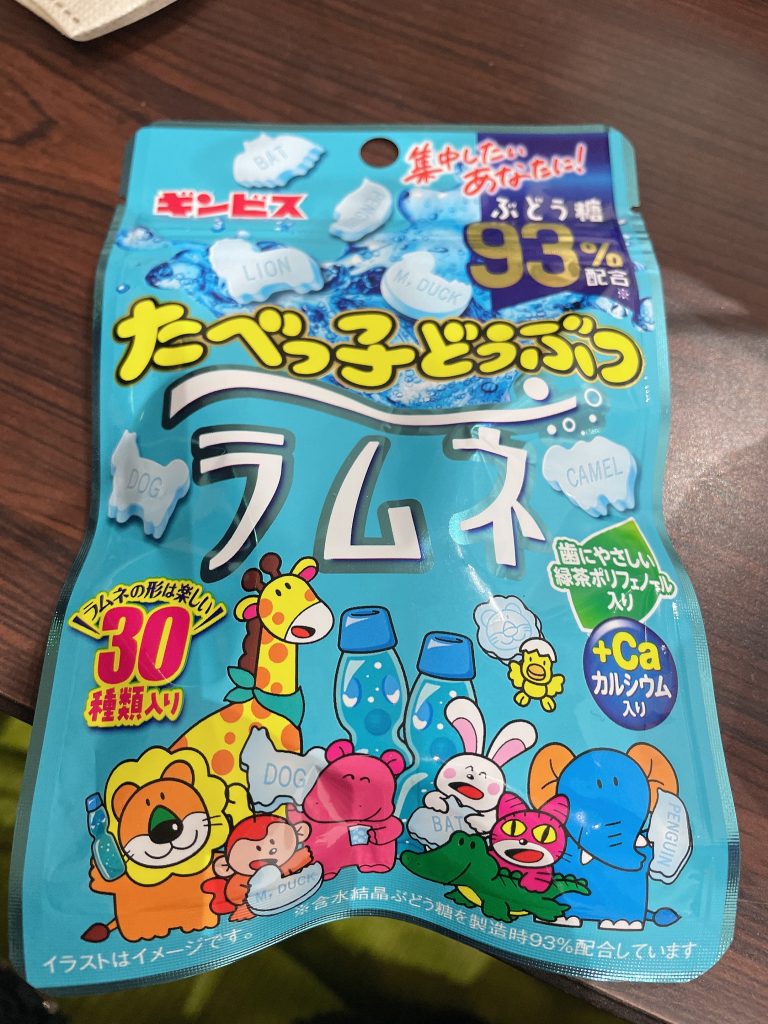 集中したい
あなたに!
ギンビス
BAT
ぶどう糖
93%
配合
※
LION
M,DUCK
たべっ子どうぶつ
ラムネ
DOG
CAMEL
歯にやさしい
緑茶ポリフェノール
入り
ラムネの形は楽しい
30
種類入り
+Ca
カルシウム
入り
DOG
BAT
PENGUIN
M,DUCK
※含水結晶ぶどう糖を製造時93%配合しています
イラストはイメージです。